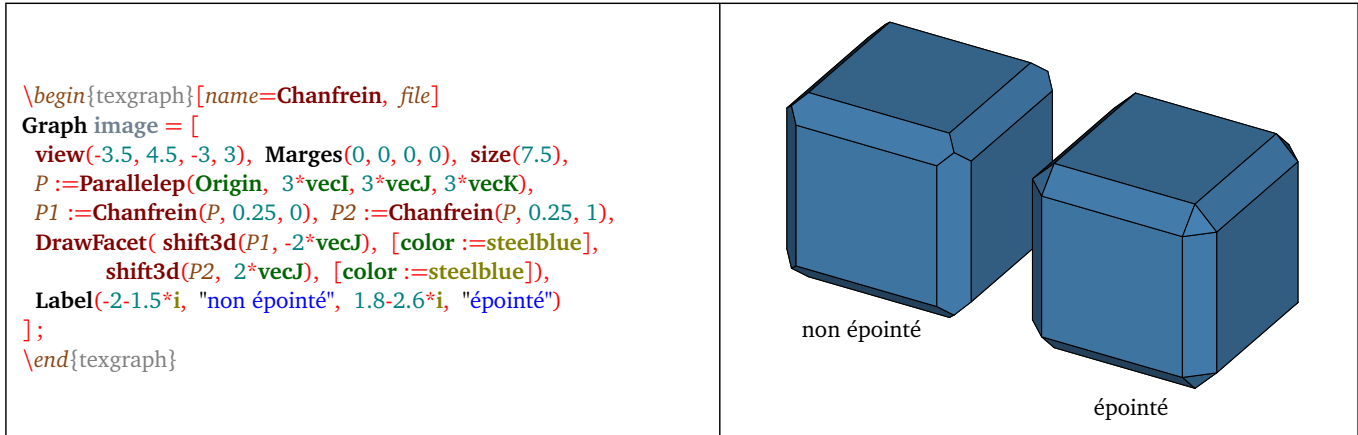 \begin{texgraph}[name=Chanfrein, file]
Graph image = [
view(-3.5, 4.5, -3, 3), Marges(0, 0, 0, 0), size(7.5),
P :=Parallelep(Origin, 3*vecI, 3*vecJ, 3*vecK),
P1 :=Chanfrein(P, 0.25, 0), P2 :=Chanfrein(P, 0.25, 1),
DrawFacet( shift3d(P1, -2*vecJ), [color :=steelblue],
shift3d(P2, 2*vecJ), [color :=steelblue]),
Label(-2-1.5*i, "non épointé", 1.8-2.6*i, "épointé")
] ;
\end{texgraph}
non épointé
épointé